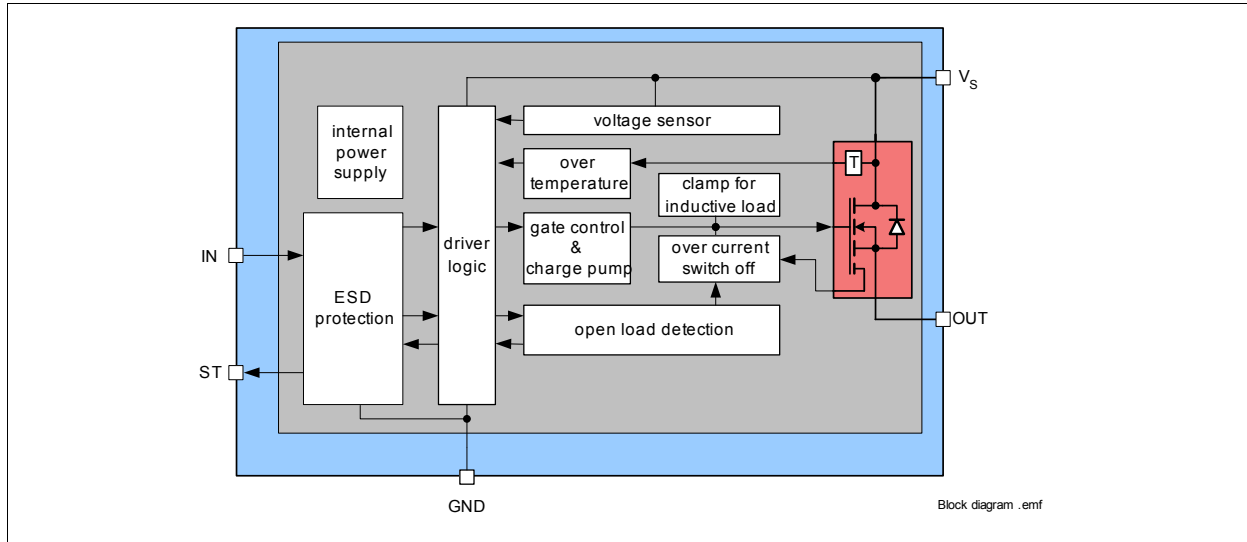 V_S
voltage sensor
internal
power
supply
over
temperature
T
clamp for
inductive load
driver
logic
gate control
&
charge pump
over current
switch off
IN
ESD
protection
open load detection
OUT
ST
GND
Block diagram .emf